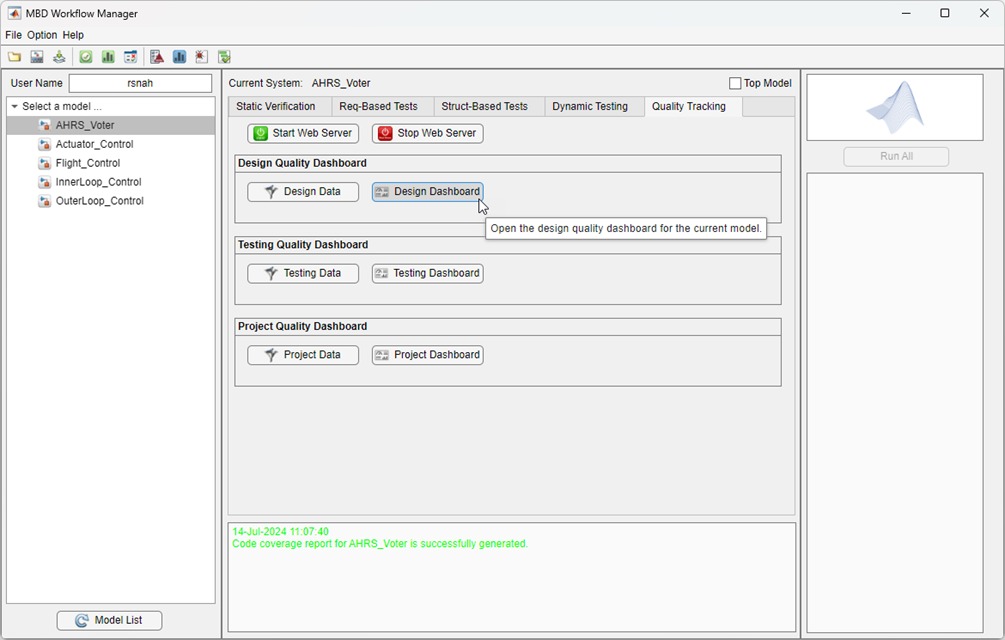 MBD Workflow Manager
File Option Help
User Name rsnah
Select a model ...
AHRS_Voter
Actuator_Control
Flight_Control
InnerLoop_Control
OuterLoop_Control
Model List
Current System: AHRS_Voter
Top Model
Static Verification Req-Based Tests Struct-Based Tests Dynamic Testing Quality Tracking
Start Web Server Stop Web Server
Design Quality Dashboard
Design Data Design Dashboard
Open the design quality dashboard for the current model.
Testing Quality Dashboard
Testing Data Testing Dashboard
Project Quality Dashboard
Project Data Project Dashboard
14-Jul-2024 11:07:40
Code coverage report for AHRS_Voter is successfully generated.
Run All